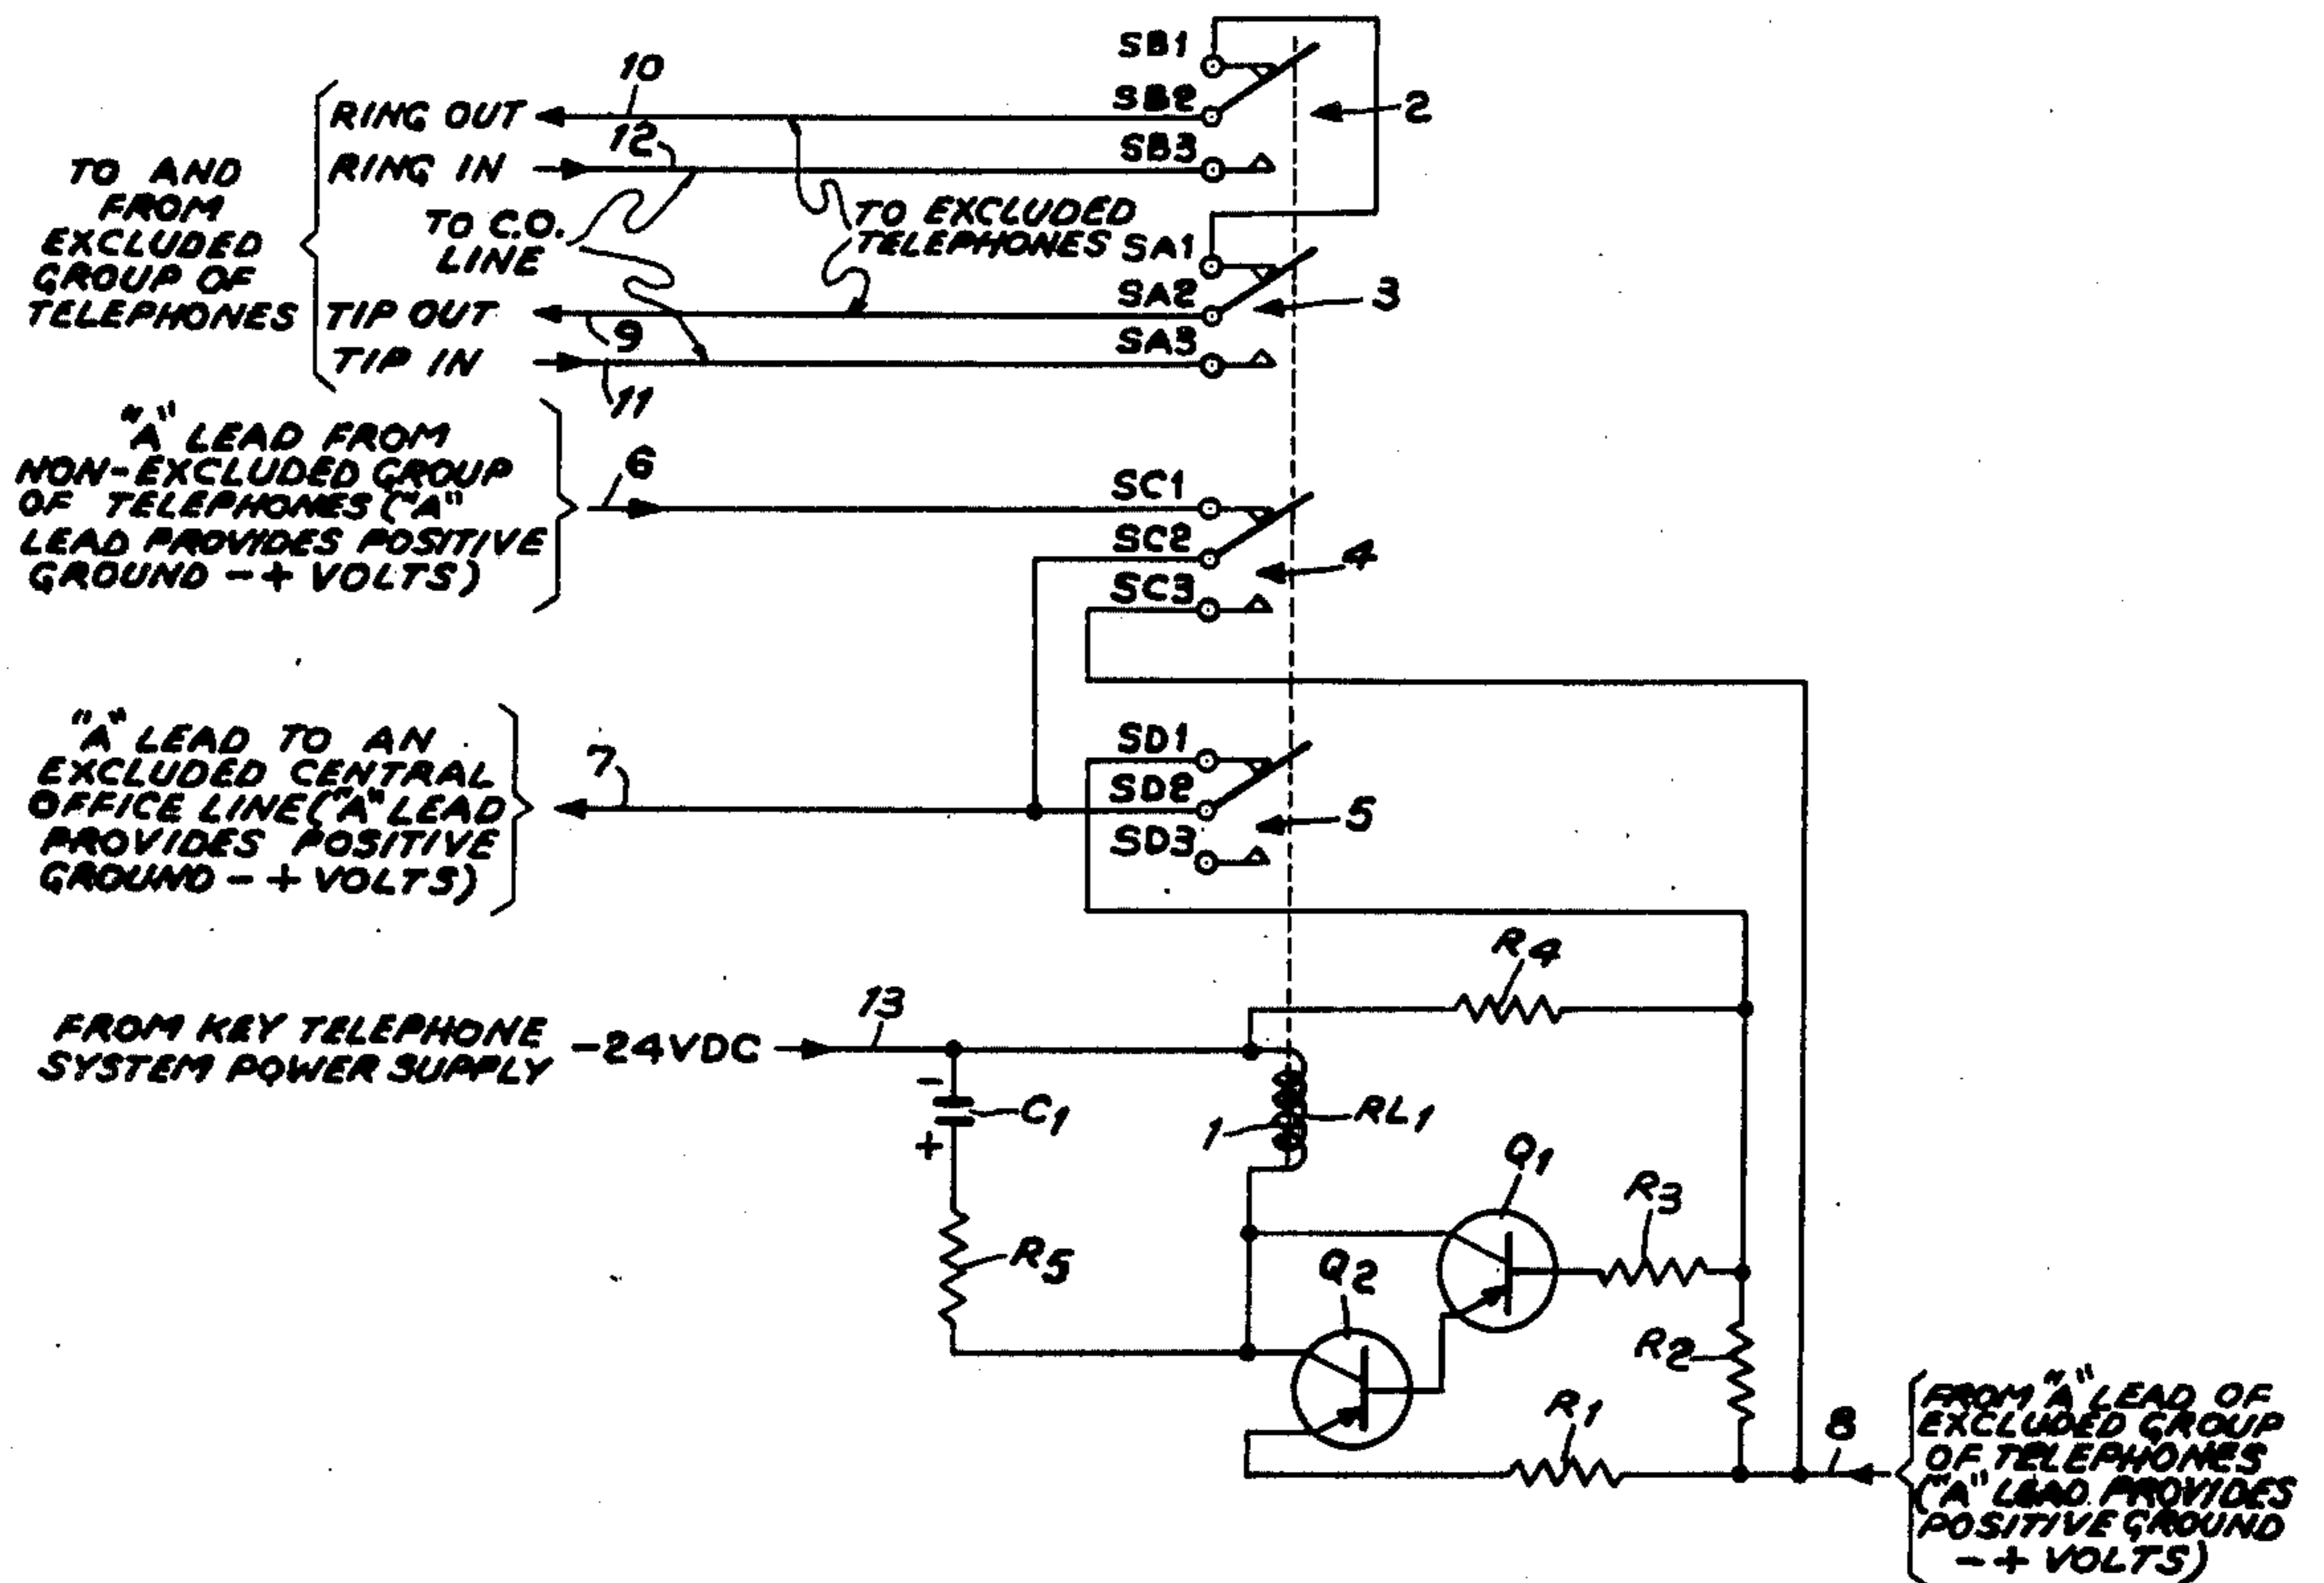 SB1
10
SB2
2
RING OUT
12
SB3
RING IN
TO AND
FROM
EXCLUDED
GROUP OF
TELEPHONES
TO C.O.
LINE
TO EXCLUDED
TELEPHONES
SA1
SA2
3
TIP OUT
9
SA3
TIP IN
11
"A" LEAD FROM
NON-EXCLUDED GROUP
OF TELEPHONES ("A"
LEAD PROVIDES POSITIVE
GROUND - + VOLTS)
6
SC1
SC2
4
SC3
"A" LEAD TO AN
EXCLUDED CENTRAL
OFFICE LINE ("A" LEAD
PROVIDES POSITIVE
GROUND - + VOLTS)
7
SD1
SD2
5
SD3
R4
13
FROM KEY TELEPHONE
SYSTEM POWER SUPPLY
-24VDC
-
C1
+
1
RL1
Q1
R3
R5
Q2
R2
R1
8
FROM "A" LEAD OF
EXCLUDED GROUP
OF TELEPHONES
("A" LEAD PROVIDES
POSITIVE GROUND
- + VOLTS)